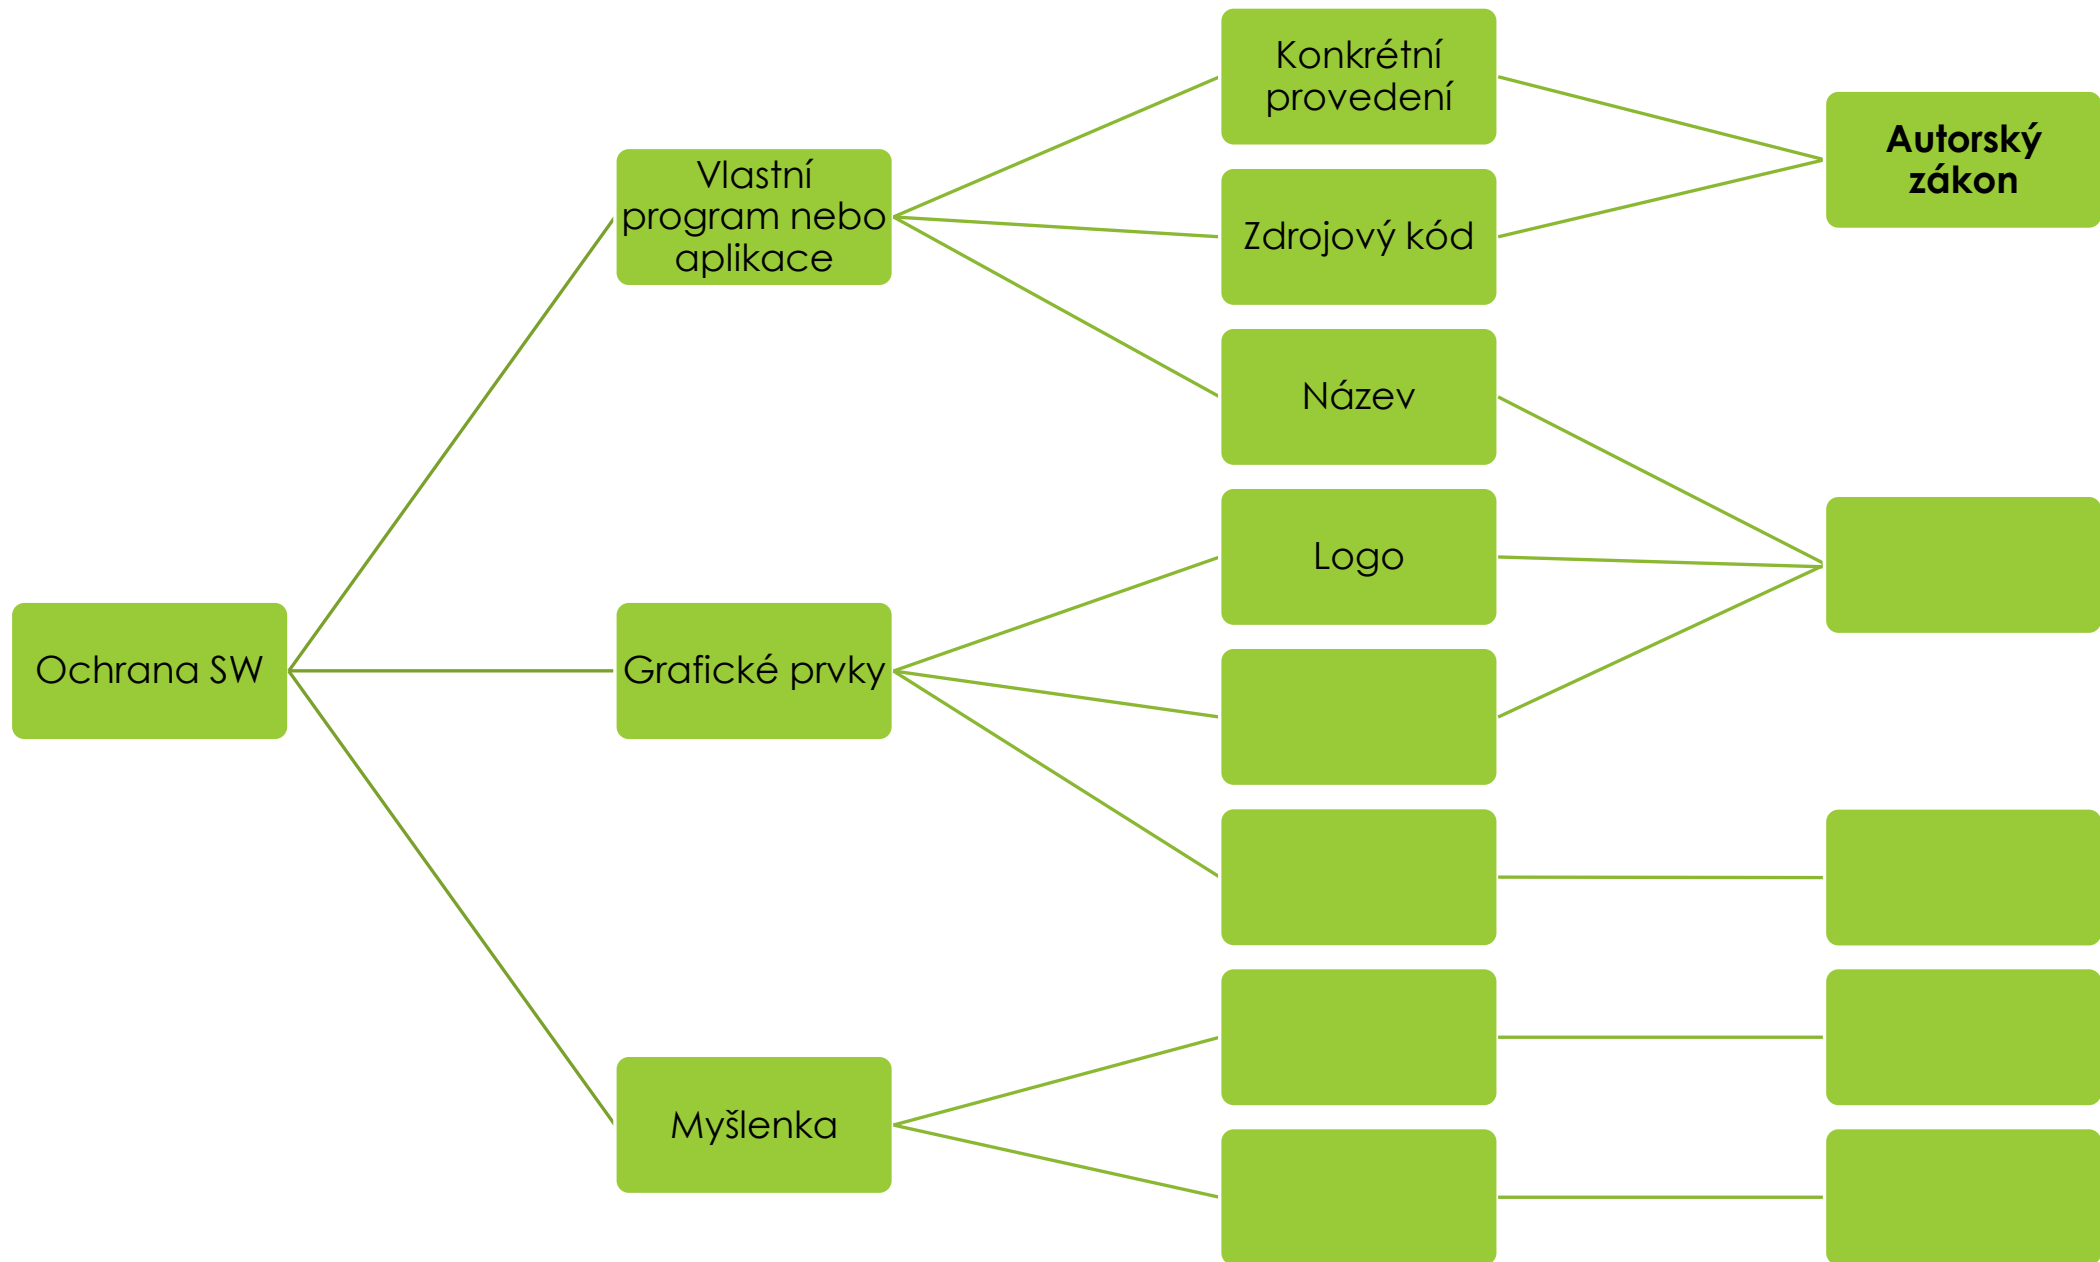 Konkrétní
provedení
Autorský
zákon
Vlastní
program nebo
aplikace
Zdrojový kód
Název
Logo
Ochrana SW
Grafické prvky
Myšlenka